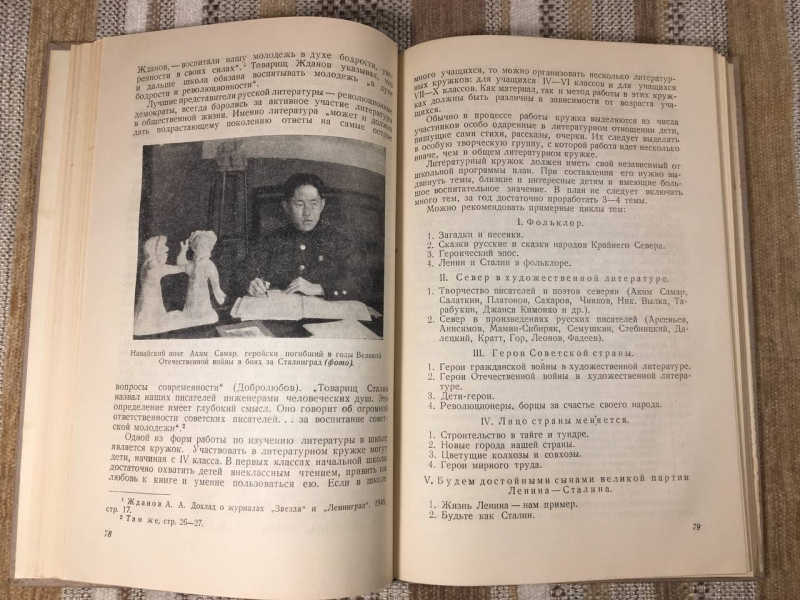 Жданов, — воспитали нашу молодежь в духе бодрости, уве-
ренности в своих силах".¹ Товарищ Жданов указывал, что
и дальше школа обязана воспитывать молодежь „в духе
бодрости и революционности".
Лучшие представители русской литературы — революционные
демократы, всегда боролись за активное участие литературы
в общественной жизни. Именно литература „может и должна
дать подрастающему поколению ответы на самые острые
Нанайский поэт Аким Самар, геройски погибший в годы Великой
Отечественной войны в боях за Сталинград (фото).
вопросы современности" (Добролюбов). „Товарищ Сталин
назвал наших писателей инженерами человеческих душ. Это
определение имеет глубокий смысл. Оно говорит об огромной
ответственности советских писателей. . . за воспитание совет-
ской молодежи".²
Одной из форм работы по изучению литературы в школе
является кружок. Участвовать в литературном кружке могут
дети, начиная с IV класса. В первых классах начальной школы
достаточно охватить детей внеклассным чтением, привить им
любовь к книге и умение пользоваться ею. Если в школе
¹ Жданов А. А. Доклад о журналах „Звезда" и „Ленинград". 1946,
стр. 17.
² Там же, стр. 26—27.
78
много учащихся, то можно организовать несколько литератур-
ных кружков: для учащихся IV—VI классов и для учащихся
VII—X классов. Как материал, так и метод работы в этих круж-
ках должны быть различны в зависимости от возраста уча-
щихся.
Обычно в процессе работы кружка выделяются из числа
участников особо одаренные в литературном отношении дети,
пишущие сами стихи, рассказы, очерки. Их следует выделять
в особую творческую группу, с которой работа идет несколько
иначе, чем в общем литературном кружке.
Литературный кружок должен иметь свой независимый от
школьной программы план. При составлении его нужно вы-
двинуть темы, близкие и интересные детям и имеющие боль-
шое воспитательное значение. В план не следует включить
много тем, за год достаточно проработать 3—4 темы.
Можно рекомендовать примерные циклы тем:
I. Фольклор.
1. Загадки и песенки.
2. Сказки русские и сказки народов Крайнего Севера.
3. Героический эпос.
4. Ленин и Сталин в фольклоре.
II. Север в художественной литературе.
1. Творчество писателей и поэтов северян (Аким Самар,
Салаткин, Платонов, Сахаров, Чинков, Ник. Вылка, Та-
рабукин, Джанси Кимонко и др.).
2. Север в произведениях русских писателей (Арсеньев,
Анисимов, Мамин-Сибиряк, Семушкин, Стебницкий, Да-
лецкий, Кратт, Гор, Леонов, Фадеев).
III. Герои Советской страны.
1. Герои гражданской войны в художественной литературе.
2. Герои Отечественной войны в художественной литера-
туре.
3. Дети-герои.
4. Революционеры, борцы за счастье своего народа.
IV. Лицо страны меняется.
1. Строительство в тайге и тундре.
2. Новые города нашей страны.
3. Цветущие колхозы и совхозы.
4. Герои мирного труда.
V. Будем достойными сынами великой партии
Ленина—Сталина.
1. Жизнь Ленина — нам пример.
2. Будьте как Сталин.
79